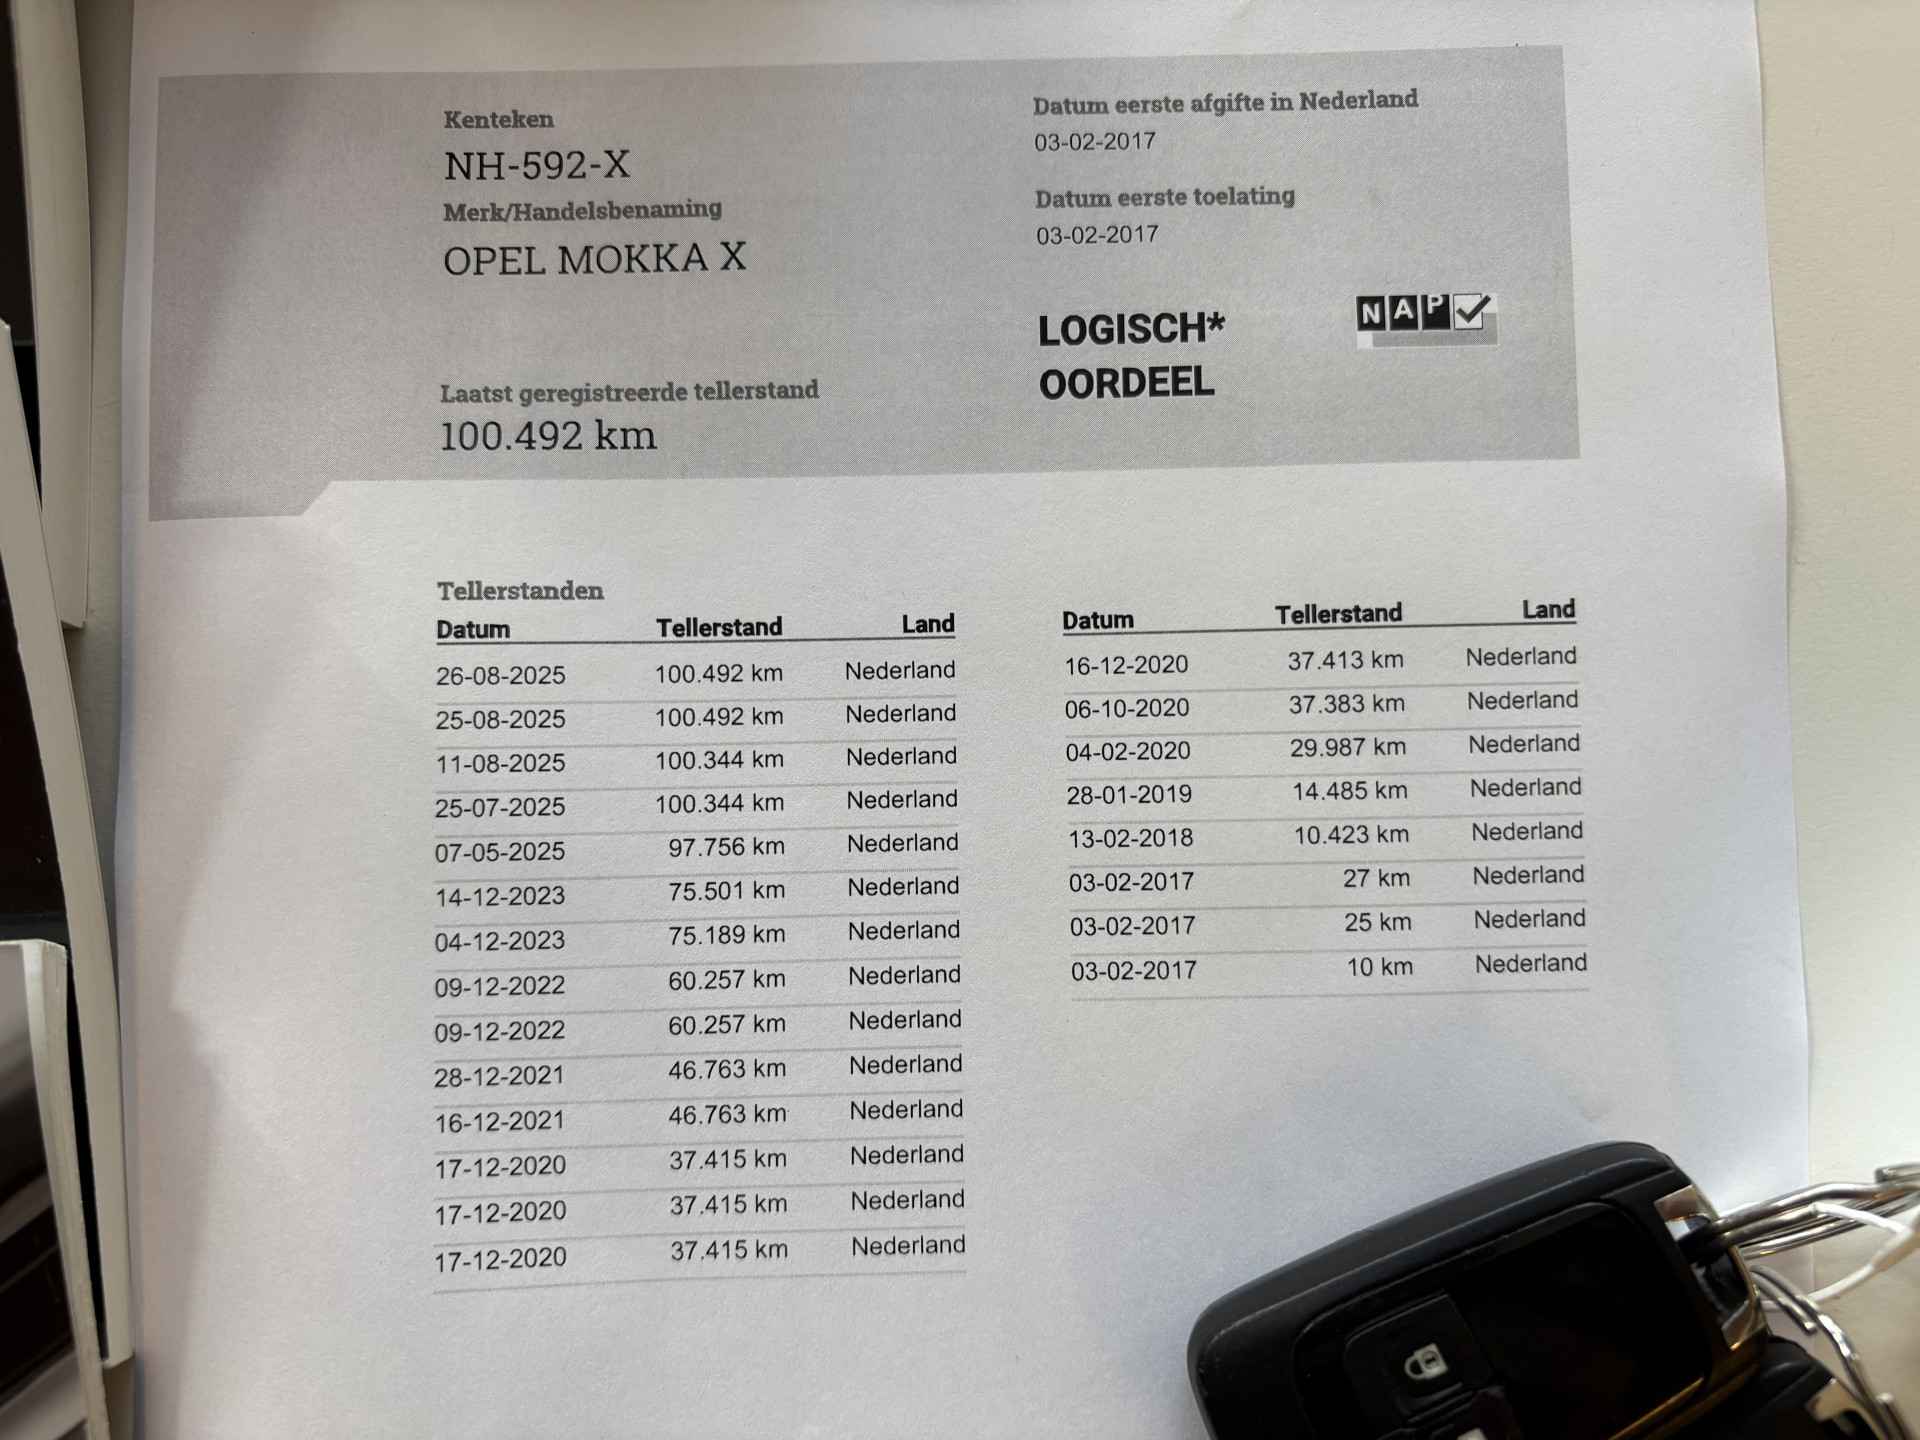 Kenteken
NH-592-X
Merk/Handelsbenaming
OPEL MOKKA X
Laatst geregistreerde tellerstand
100.492 km
Datum eerste afgifte in Nederland
03-02-2017
Datum eerste toelating
03-02-2017
LOGISCH*
OORDEEL
NAP
Tellerstanden
Datum Tellerstand Land
26-08-2025 100.492 km Nederland
25-08-2025 100.492 km Nederland
11-08-2025 100.344 km Nederland
25-07-2025 100.344 km Nederland
07-05-2025 97.756 km Nederland
14-12-2023 75.501 km Nederland
04-12-2023 75.189 km Nederland
09-12-2022 60.257 km Nederland
09-12-2022 60.257 km Nederland
28-12-2021 46.763 km Nederland
16-12-2021 46.763 km Nederland
17-12-2020 37.415 km Nederland
17-12-2020 37.415 km Nederland
17-12-2020 37.415 km Nederland
Datum Tellerstand Land
16-12-2020 37.413 km Nederland
06-10-2020 37.383 km Nederland
04-02-2020 29.987 km Nederland
28-01-2019 14.485 km Nederland
13-02-2018 10.423 km Nederland
03-02-2017 27 km Nederland
03-02-2017 25 km Nederland
03-02-2017 10 km Nederland